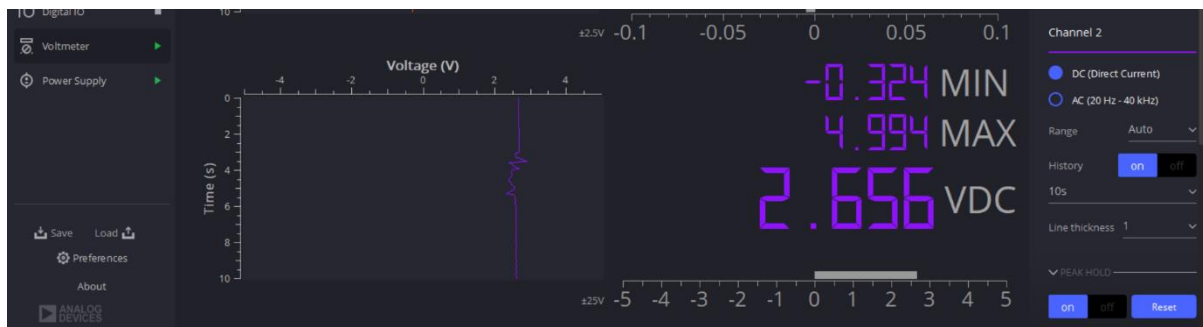 Digital IO
Voltmeter
Power Supply
Save Load
Preferences
About
ANALOG
DEVICES
10
Voltage (V)
-4 -2 0 2 4
Time (s)
0
2
4
6
8
10
±2.5V -0.1 -0.05 0 0.05 0.1
-0.324 MIN
4.994 MAX
2.656 VDC
±25V -5 -4 -3 -2 -1 0 1 2 3 4 5
Channel 2
DC (Direct Current)
AC (20 Hz - 40 kHz)
Range Auto
History on off
10s
Line thickness 1
PEAK HOLD
on off Reset